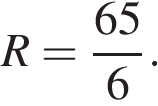 R = 65/6.